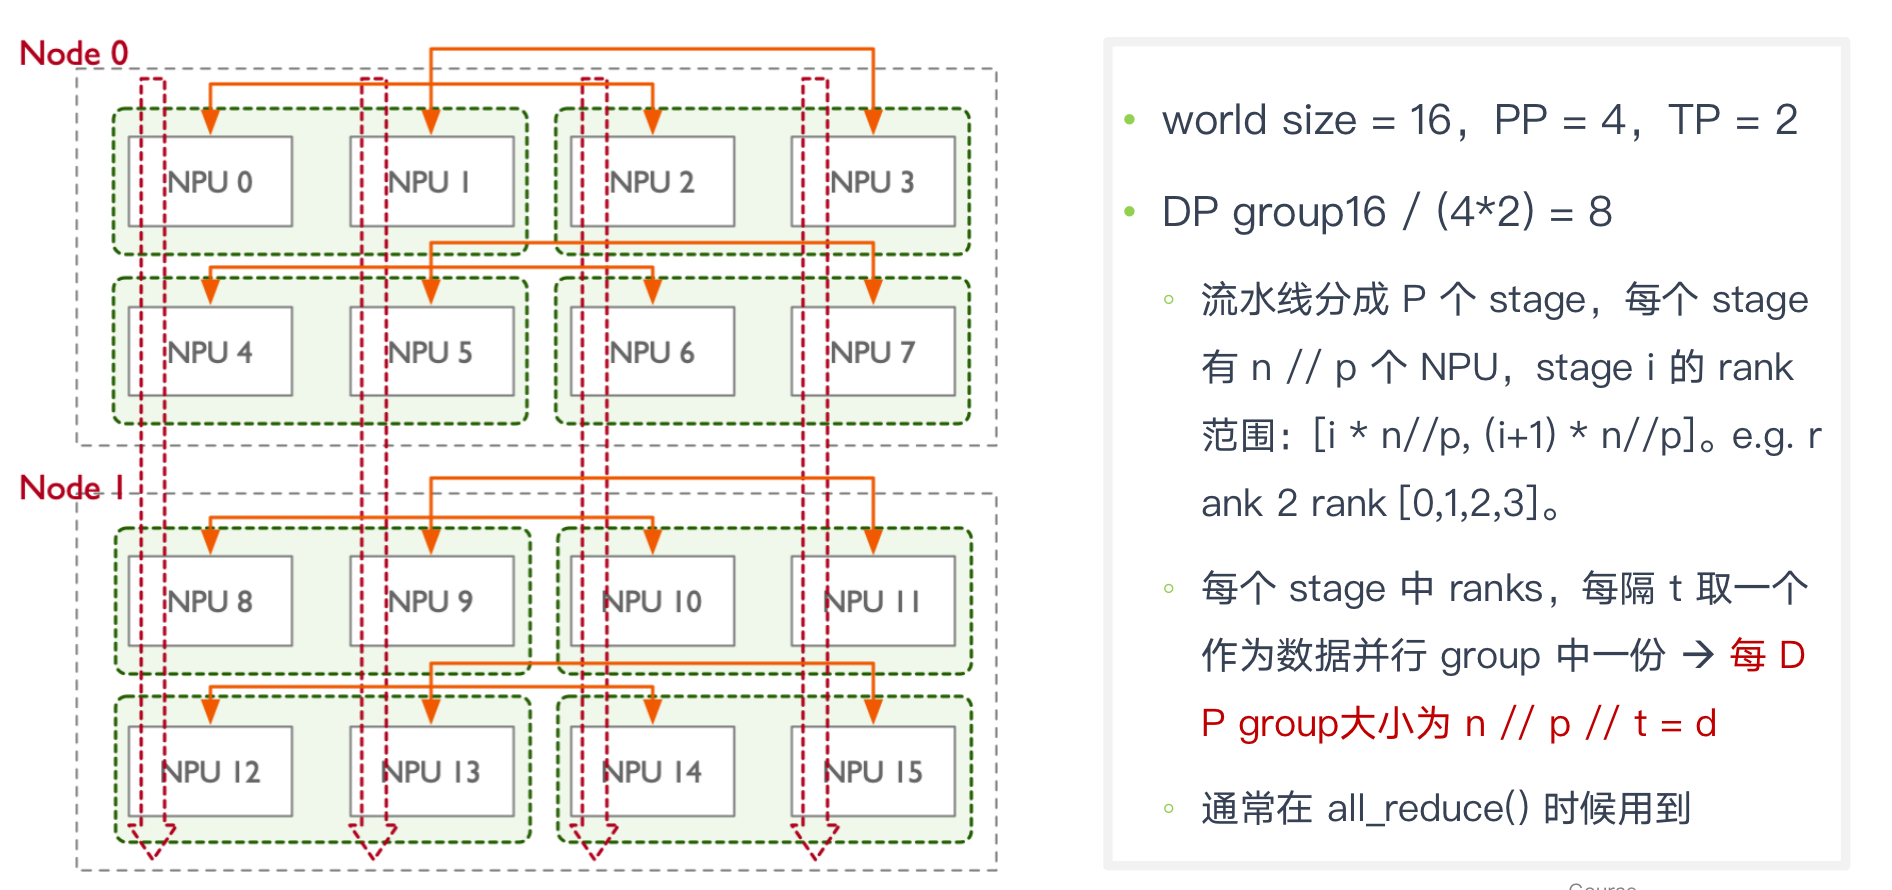 Node 0
NPU 0
NPU 1
NPU 2
NPU 3
NPU 4
NPU 5
NPU 6
NPU 7
Node 1
NPU 8
NPU 9
NPU 10
NPU 11
NPU 12
NPU 13
NPU 14
NPU 15
• world size = 16，PP = 4，TP = 2
• DP group16 / (4*2) = 8
◦ 流水线分成 P 个 stage，每个 stage
有 n // p 个 NPU，stage i 的 rank
范围：[i * n//p, (i+1) * n//p]。e.g. r
ank 2 rank [0,1,2,3]。
◦ 每个 stage 中 ranks，每隔 t 取一个
作为数据并行 group 中一份 → 每 D
P group大小为 n // p // t = d
◦ 通常在 all_reduce() 时候用到